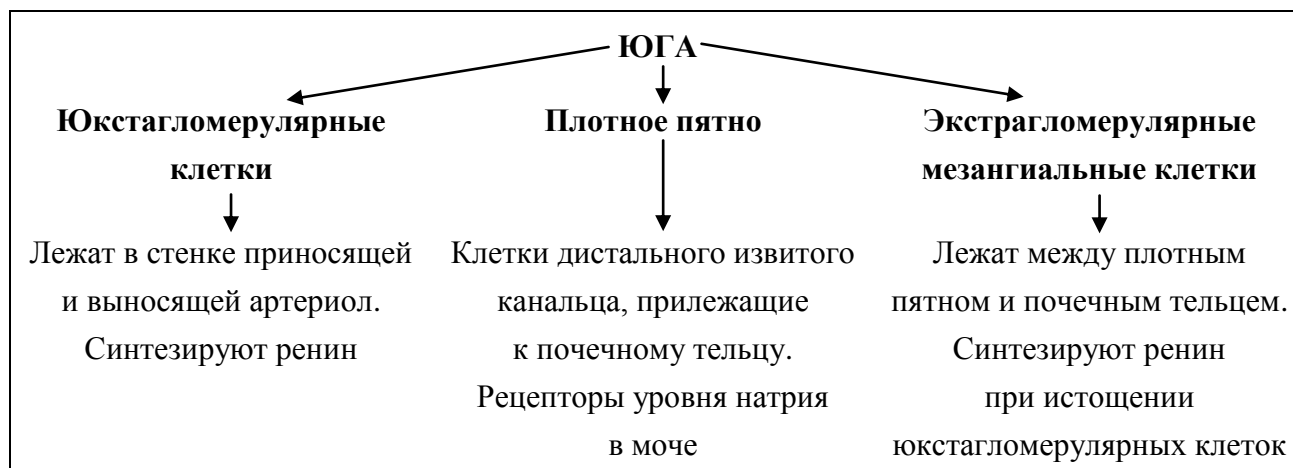 ЮГА
Юкстагломерулярные
клетки
Лежат в стенке приносящей
и выносящей артериол.
Синтезируют ренин
Плотное пятно
Клетки дистального извитого
канальца, прилежащие
к почечному тельцу.
Рецепторы уровня натрия
в моче
Экстрагломерулярные
мезангиальные клетки
Лежат между плотным
пятном и почечным тельцем.
Синтезируют ренин
при истощении
юкстагломерулярных клеток